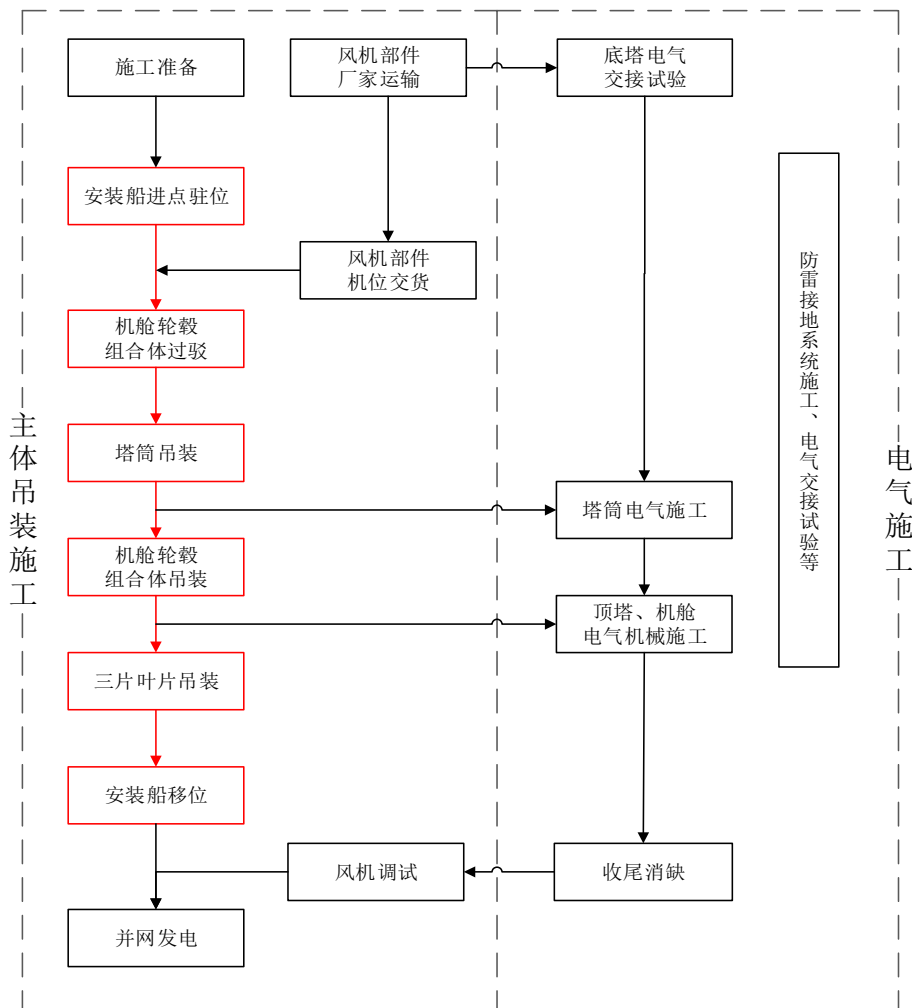 施工准备
风机部件
厂家运输
底塔电气
交接试验
安装船进点驻位
风机部件
机位交货
机舱轮毂
组合体过驳
塔筒吊装
塔筒电气施工
机舱轮毂
组合体吊装
顶塔、机舱
电气机械施工
三片叶片吊装
安装船移位
风机调试
收尾消缺
并网发电
主体吊装施工
防雷接地系统施工、电气交接试验等
电气施工